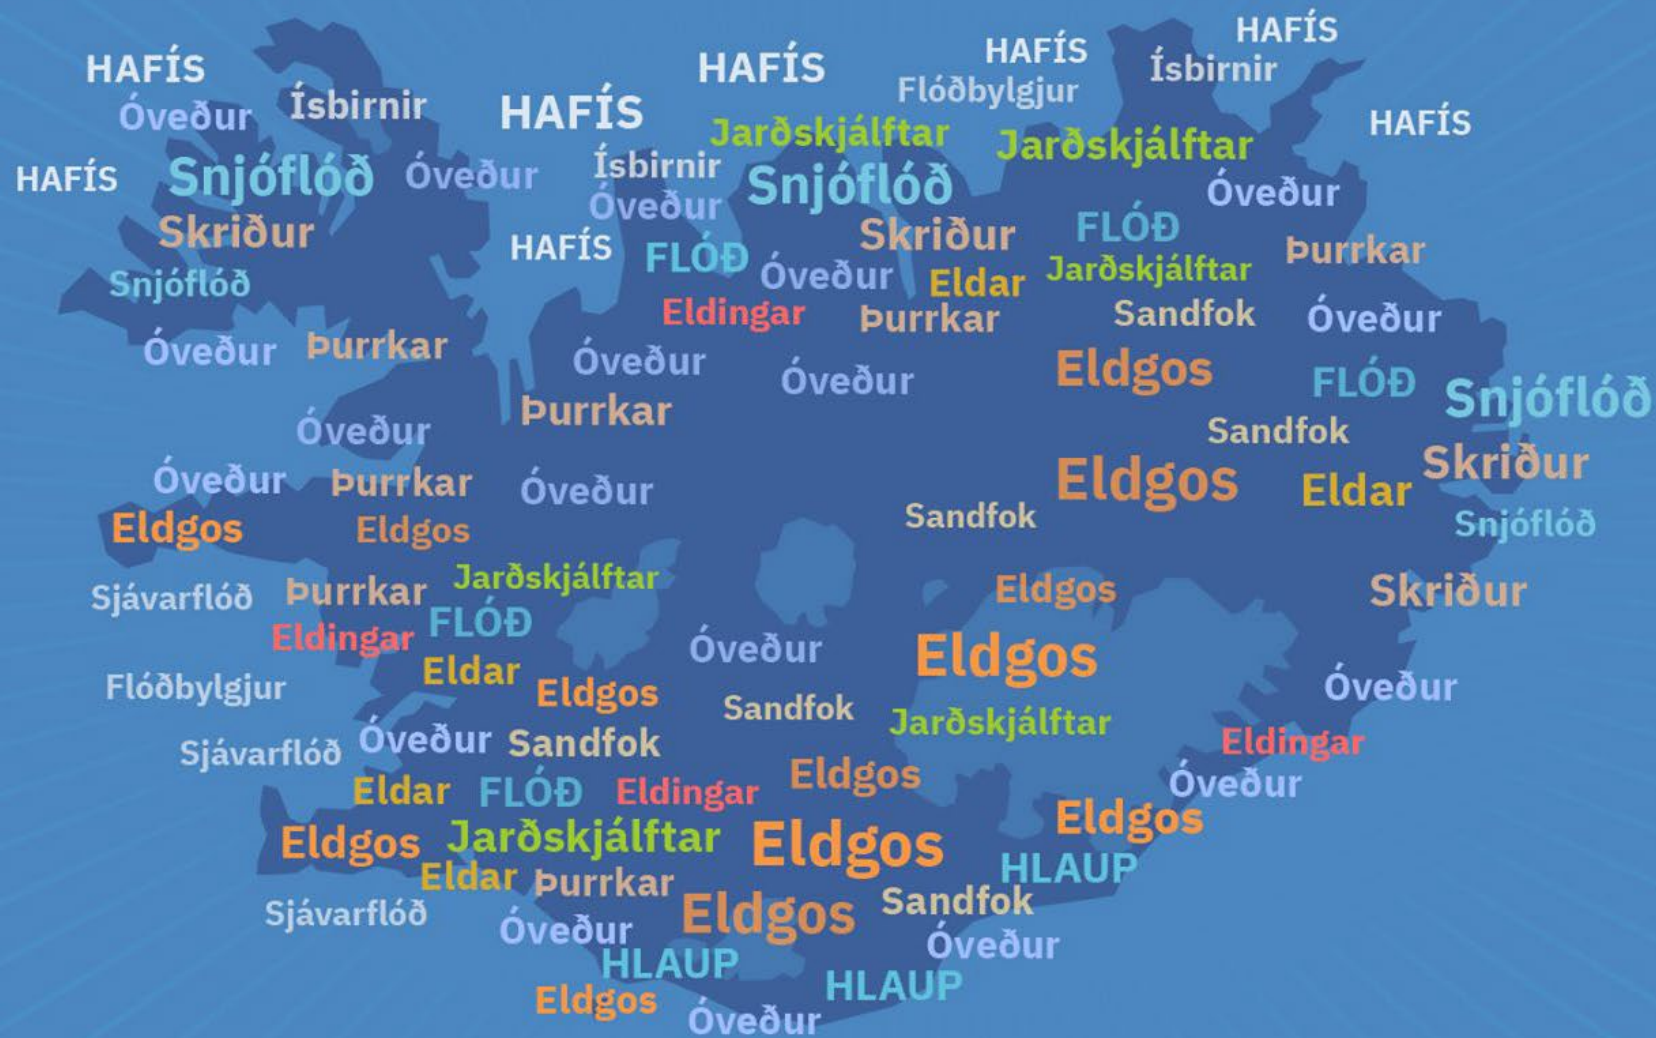 HAFÍS
HAFÍS
HAFÍS
HAFÍS
Ísbirnir
Flóðbylgjur
Óveður
Ísbirnir
HAFÍS
HAFÍS
Jarðskjálftar
Jarðskjálftar
HAFÍS
Snjóflóð
Óveður
Ísbirnir
Snjóflóð
Óveður
Óveður
Skriður
HAFÍS
FLÓÐ
Skriður
FLÓÐ
Þurrkar
Snjóflóð
Óveður
Eldar
Jarðskjálftar
Eldingar
Þurrkar
Sandfok
Óveður
Óveður
Þurrkar
Óveður
Óveður
Eldgos
FLÓÐ
Snjóflóð
Þurrkar
Óveður
Sandfok
Skriður
Óveður
Þurrkar
Óveður
Eldgos
Eldar
Eldgos
Eldgos
Sandfok
Snjóflóð
Sjávarflóð
Þurrkar
Jarðskjálftar
Eldgos
Skriður
Eldingar
FLÓÐ
Óveður
Eldgos
Flóðbylgjur
Eldar
Eldgos
Sandfok
Jarðskjálftar
Óveður
Sjávarflóð
Óveður
Sandfok
Eldingar
Eldar
FLÓÐ
Eldingar
Eldgos
Óveður
Eldgos
Jarðskjálftar
Eldgos
Eldgos
Eldar
Þurrkar
HLAUP
Sjávarflóð
Óveður
Eldgos
Sandfok
Óveður
HLAUP
HLAUP
Eldgos
Óveður